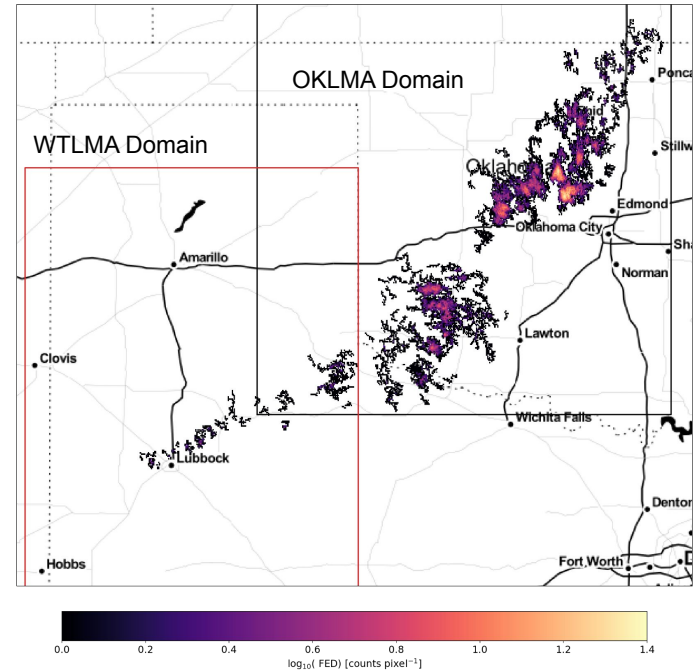 OKLMA Domain
Ponca
WTLMA Domain
Oklahoma
Stillw
Edmond
Oklahoma City
Sha
Amarillo
Norman
Lawton
Clovis
Wichita Falls
Lubbock
Denton
Hobbs
Fort Worth
D
0.0 0.2 0.4 0.6 0.8 1.0 1.2 1.4
log10( FED) [counts pixel−1]